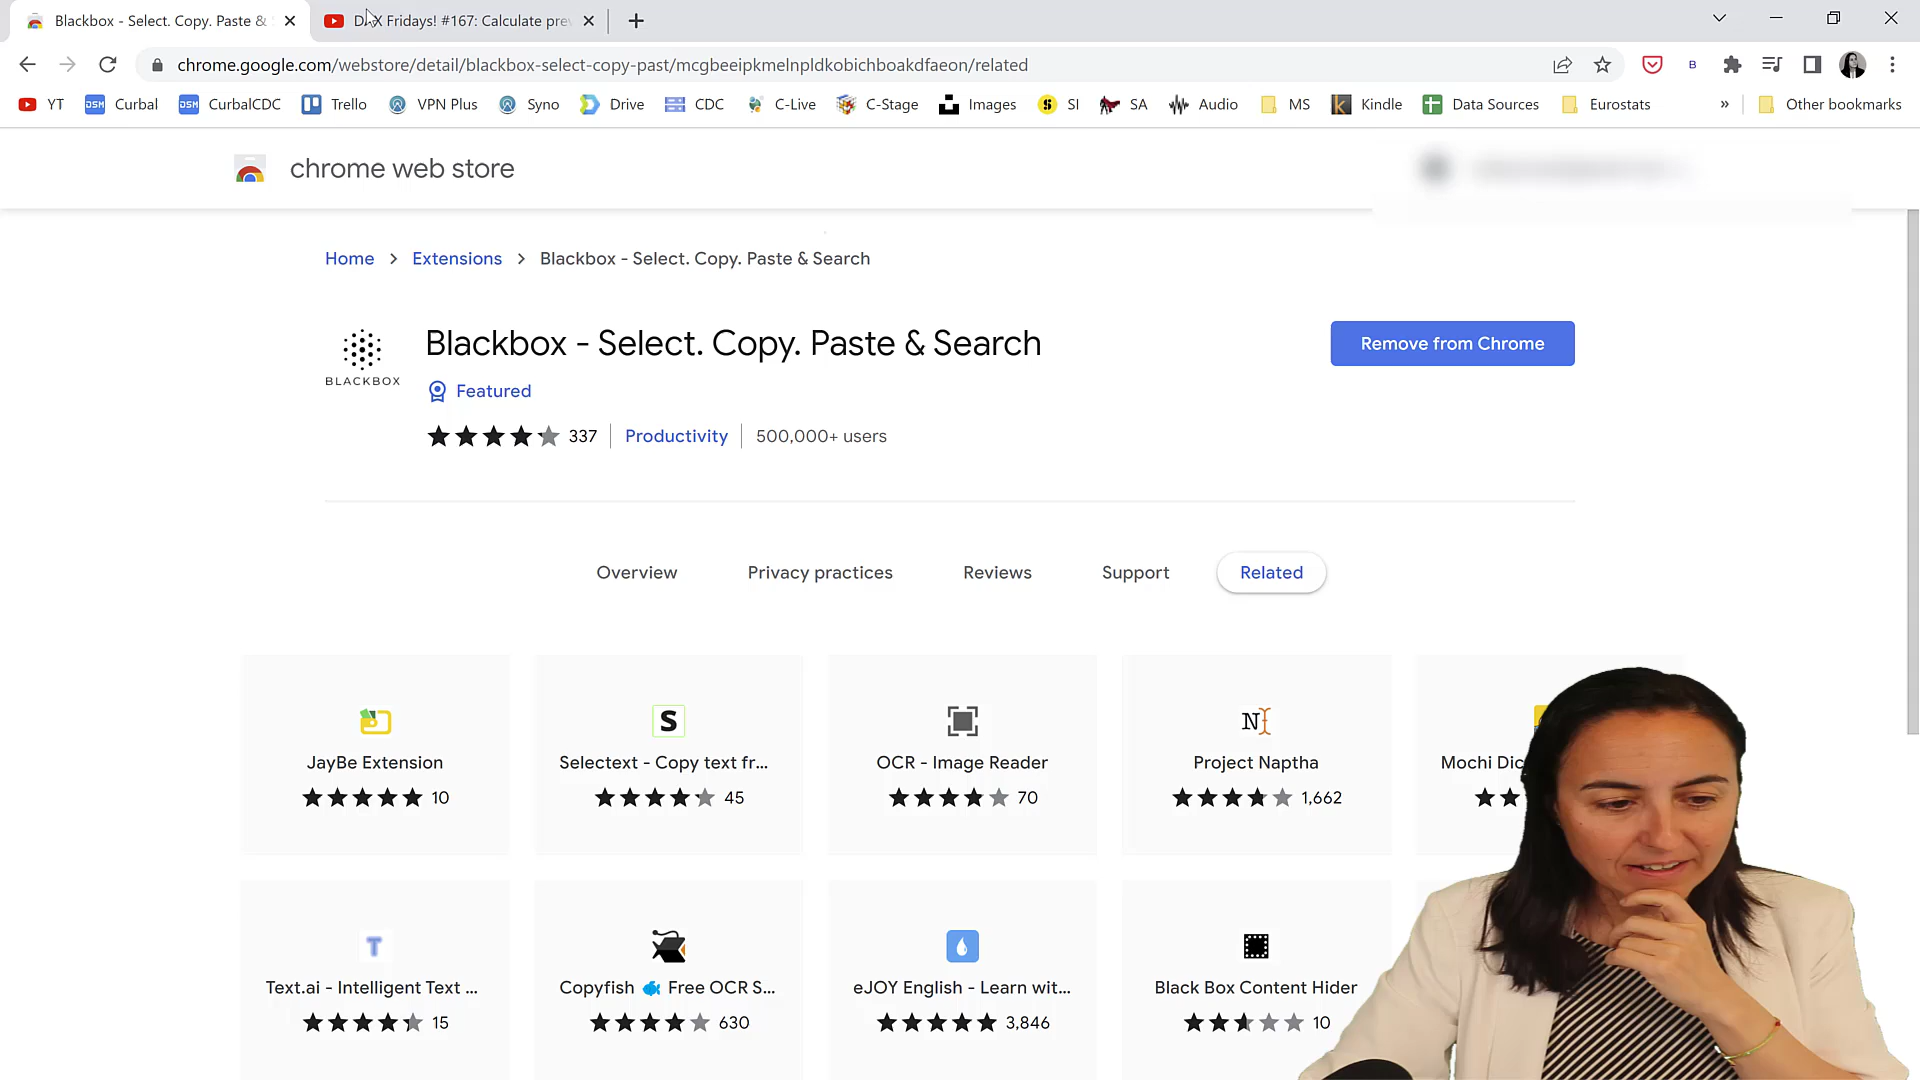 Blackbox - Select. Copy. Paste &
DAX Fridays! #167: Calculate prev
chrome.google.com/webstore/detail/blackbox-select-copy-past/mcgbeeipkmelnpldkobichboakdfaeon/related
B
YT
DSM Curbal
DSM CurbalCDC
Trello
VPN Plus
Syno
Drive
CDC
C-Live
C-Stage
Images
SI
SA
Audio
MS
Kindle
Data Sources
Eurostats
»
Other bookmarks
chrome web store
Home > Extensions > Blackbox - Select. Copy. Paste & Search
BLACKBOX
Blackbox - Select. Copy. Paste & Search
Remove from Chrome
Featured
337 Productivity 500,000+ users
Overview
Privacy practices
Reviews
Support
Related
JayBe Extension
10
S
Selectext - Copy text fr...
45
OCR - Image Reader
70
N
Project Naptha
1,662
Mochi
T
Text.ai - Intelligent Text ...
15
Copyfish 🐟 Free OCR S...
630
eJOY English - Learn wit...
3,846
Black Box Content Hider
10